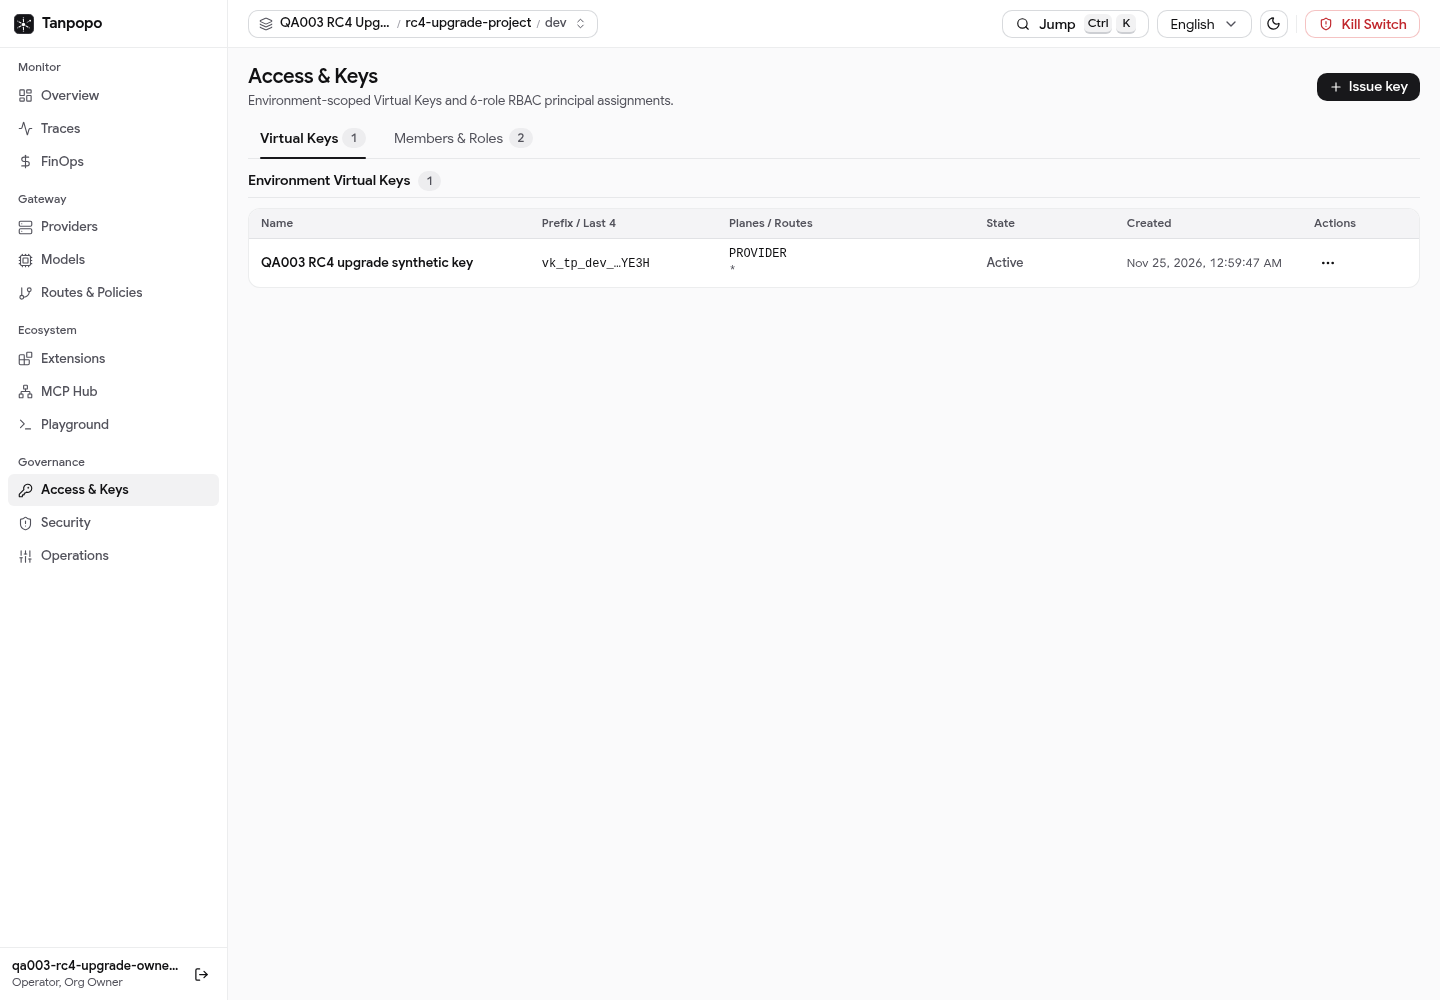 Tanpopo
QA003 RC4 Upg... / rc4-upgrade-project / dev
Jump Ctrl K
English
Kill Switch
Monitor
Overview
Traces
FinOps
Gateway
Providers
Models
Routes & Policies
Ecosystem
Extensions
MCP Hub
Playground
Governance
Access & Keys
Security
Operations
qa003-rc4-upgrade-owne...
Operator, Org Owner
Access & Keys
Environment-scoped Virtual Keys and 6-role RBAC principal assignments.
+ Issue key
Virtual Keys 1 Members & Roles 2
Environment Virtual Keys 1
Name Prefix / Last 4 Planes / Routes State Created Actions
QA003 RC4 upgrade synthetic key vk_tp_dev_…YE3H PROVIDER Active Nov 25, 2026, 12:59:47 AM
*